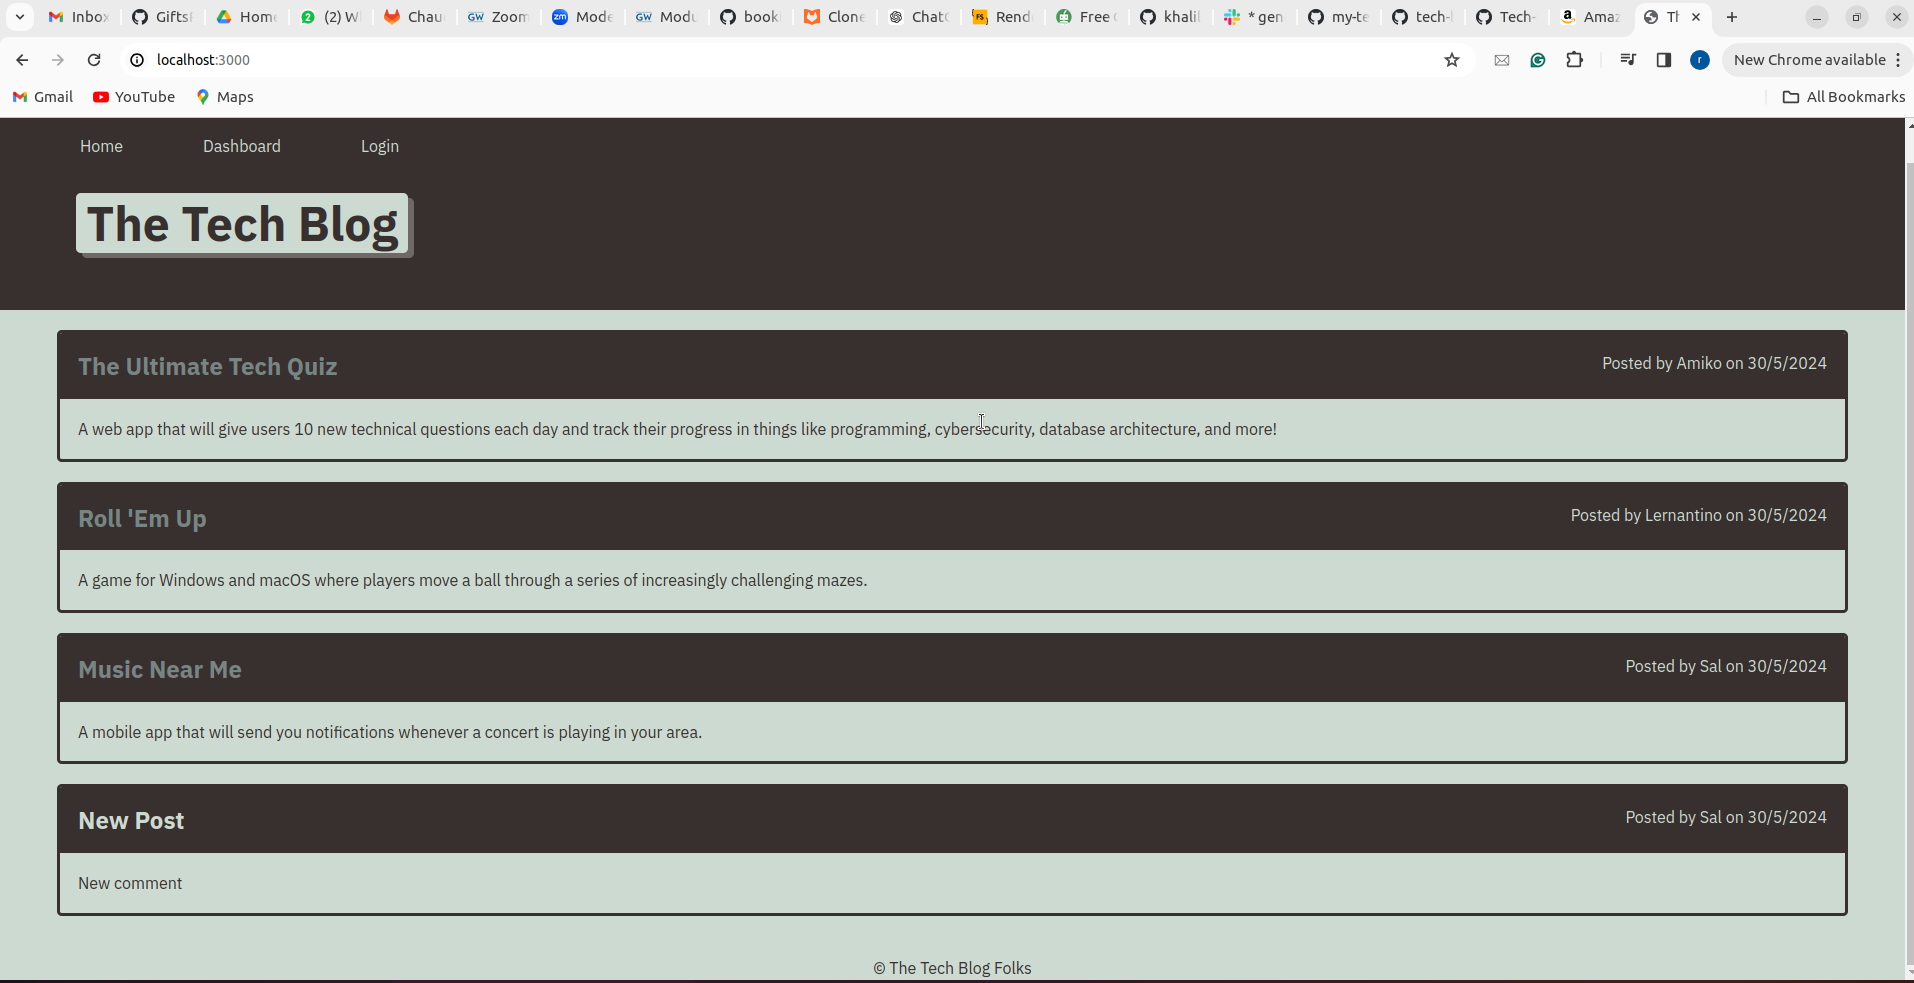 Inbox Gifts Home (2) W Chau Zoom Mode Modu book Clone Chat Rend Free khalil * gen my-te tech- Tech- Amaz Th
localhost:3000
New Chrome available
Gmail YouTube Maps
All Bookmarks
Home Dashboard Login
The Tech Blog
The Ultimate Tech Quiz
Posted by Amiko on 30/5/2024
A web app that will give users 10 new technical questions each day and track their progress in things like programming, cybersecurity, database architecture, and more!
Roll 'Em Up
Posted by Lernantino on 30/5/2024
A game for Windows and macOS where players move a ball through a series of increasingly challenging mazes.
Music Near Me
Posted by Sal on 30/5/2024
A mobile app that will send you notifications whenever a concert is playing in your area.
New Post
Posted by Sal on 30/5/2024
New comment
© The Tech Blog Folks